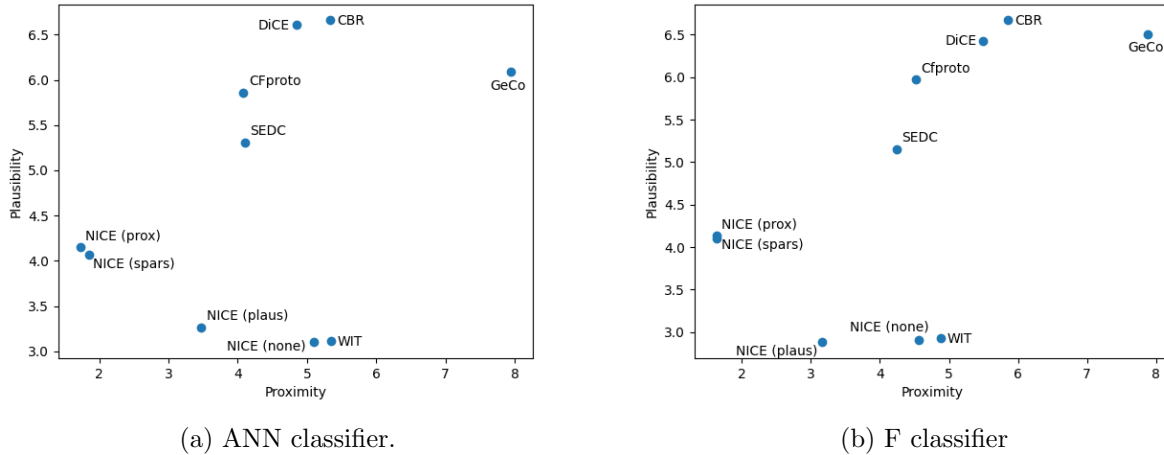 6.5
6.0
5.5
5.0
4.5
4.0
3.5
3.0
Plausibility
DiCE
CBR
GeCo
CFproto
SEDC
NICE (prox)
NICE (spars)
NICE (plaus)
NICE (none)
WIT
2 3 4 5 6 7 8
Proximity
(a) ANN classifier.
6.5
6.0
5.5
5.0
4.5
4.0
3.5
3.0
Plausibility
CBR
DiCE
GeCo
Cfproto
SEDC
NICE (prox)
NICE (spars)
NICE (none)
NICE (plaus)
WIT
2 3 4 5 6 7 8
Proximity
(b) F classifier